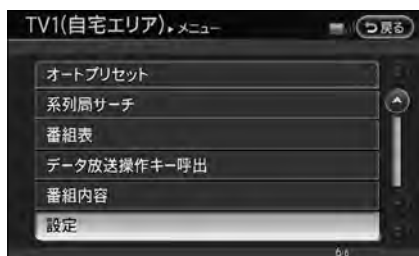 TV1(自宅エリア)▸メニュー
戻る
オートプリセット
系列局サーチ
番組表
データ放送操作キー呼出
番組内容
設定